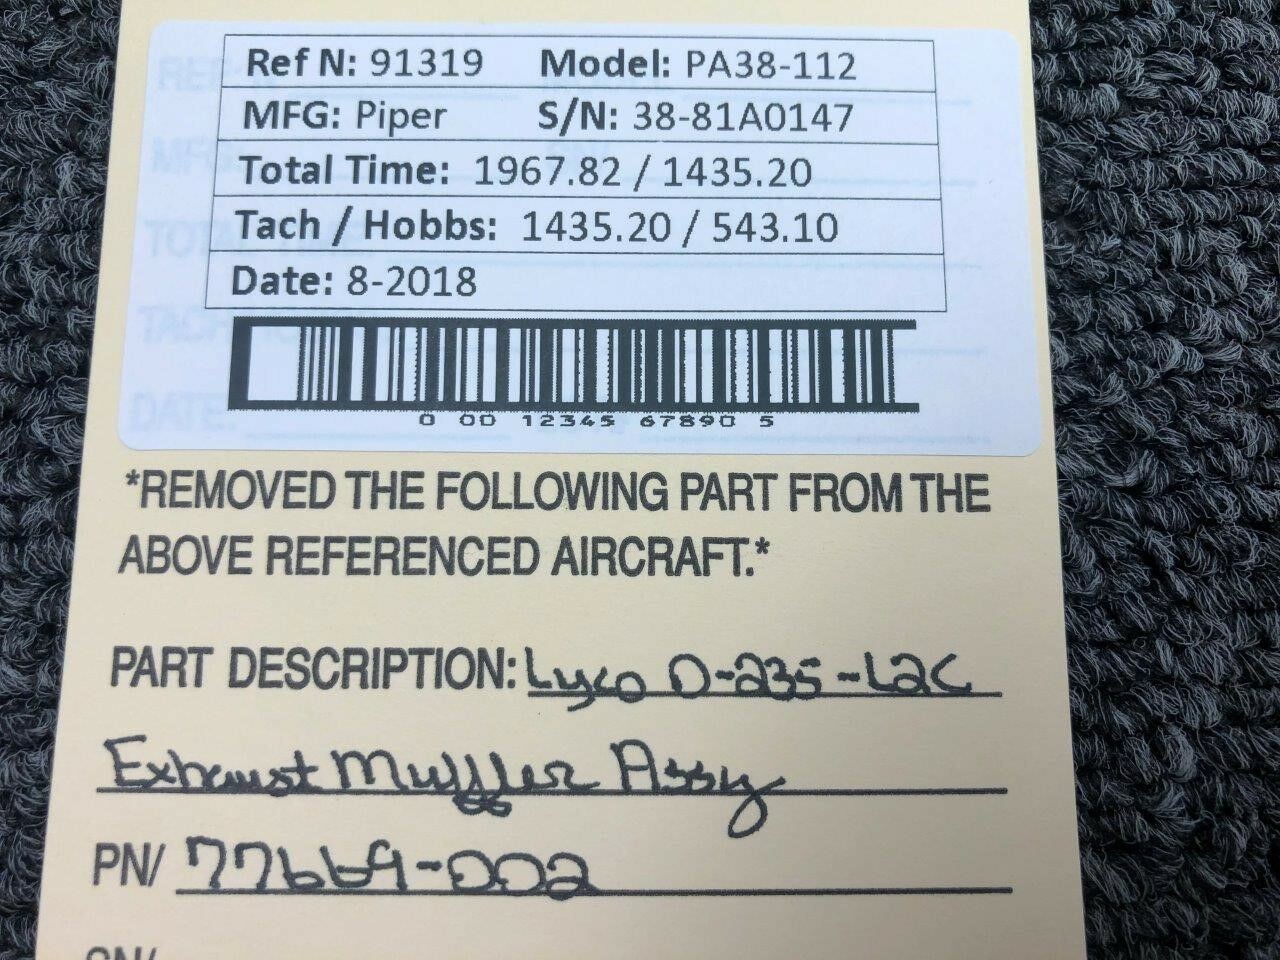 Ref N: 91319 Model: PA38-112
MFG: Piper S/N: 38-81A0147
Total Time: 1967.82 / 1435.20
Tach / Hobbs: 1435.20 / 543.10
Date: 8-2018
0 00 12345 67890 5
*REMOVED THE FOLLOWING PART FROM THE
ABOVE REFERENCED AIRCRAFT.*
PART DESCRIPTION: Lyco O-235-L2C
Exhaust Muffler Assy
PN/ 77669-002